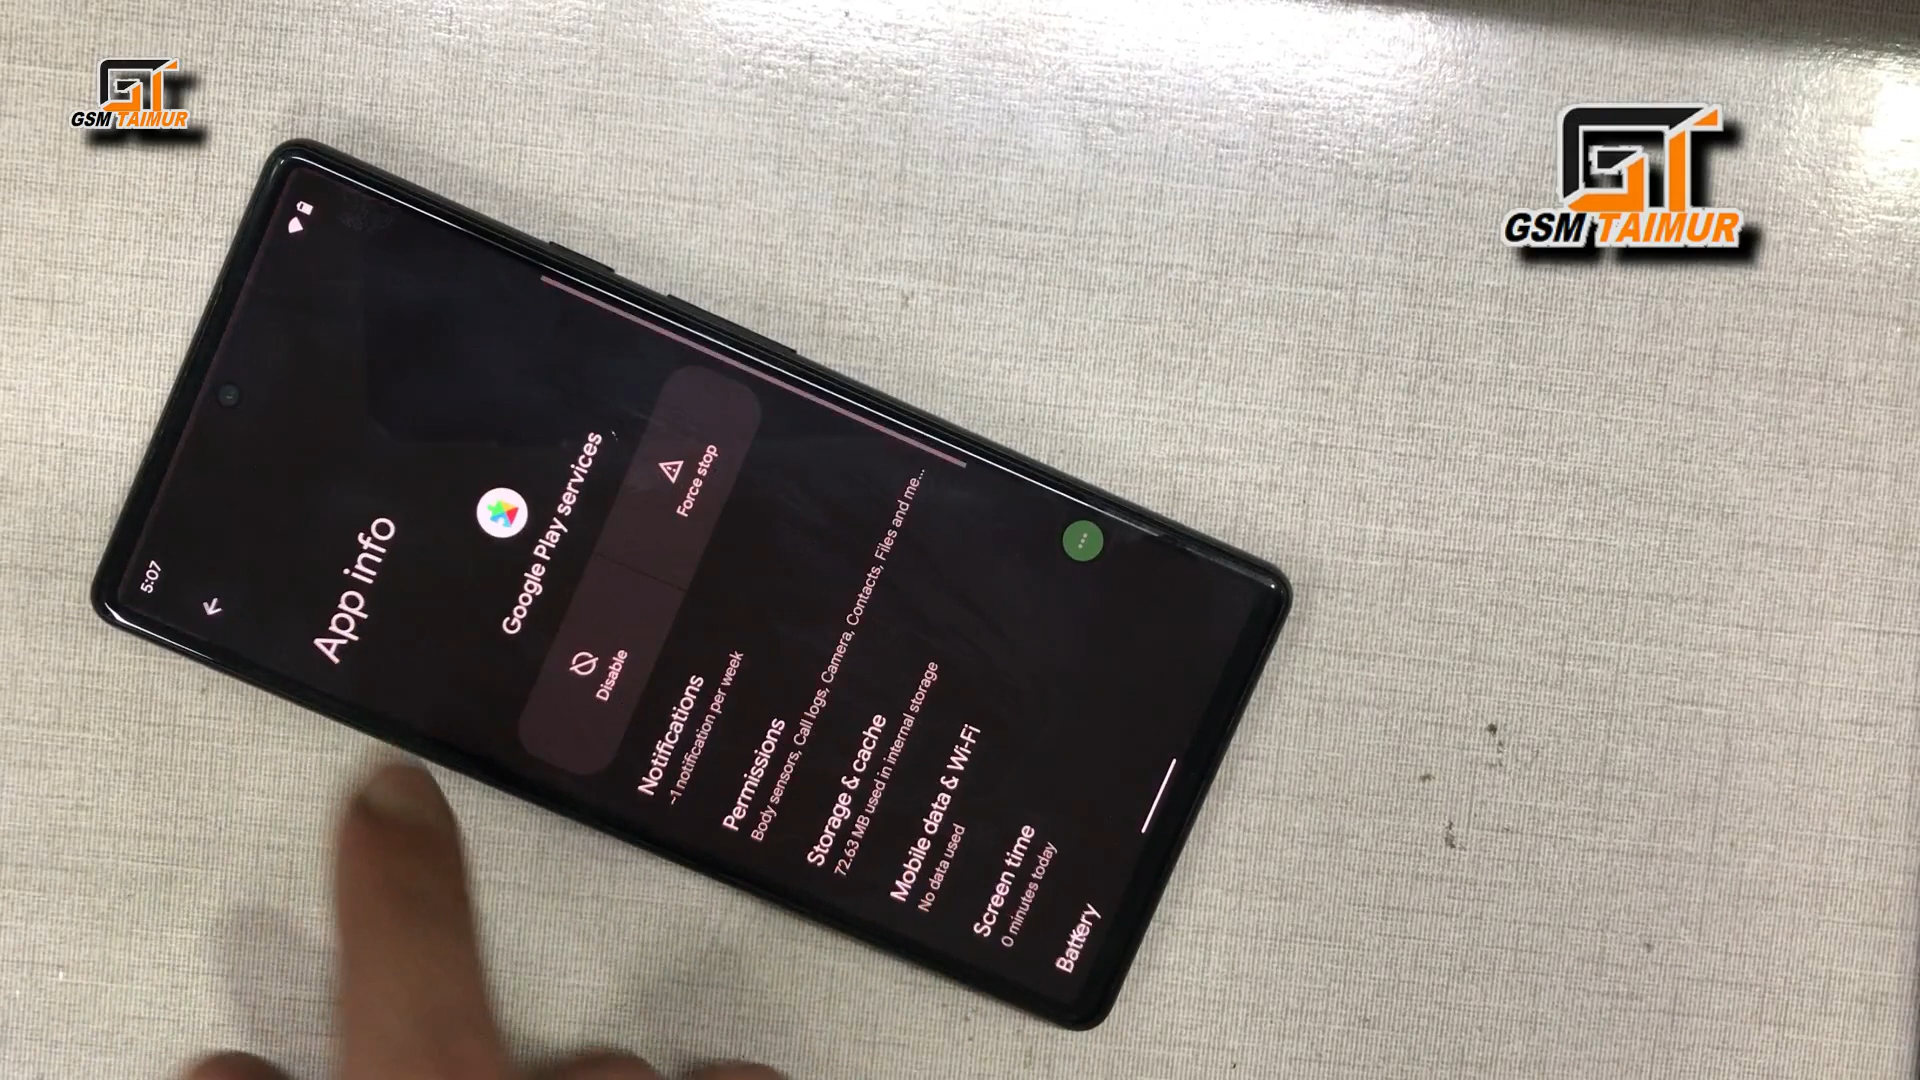 GSM TAIMUR
GSM TAIMUR
5:07
App info
Google Play services
Disable
Force stop
Notifications
~1 notification per week
Permissions
Body sensors, Call logs, Camera, Contacts, Files and me...
Storage & cache
72.63 MB used in internal storage
Mobile data & Wi-Fi
No data used
Screen time
0 minutes today
Battery